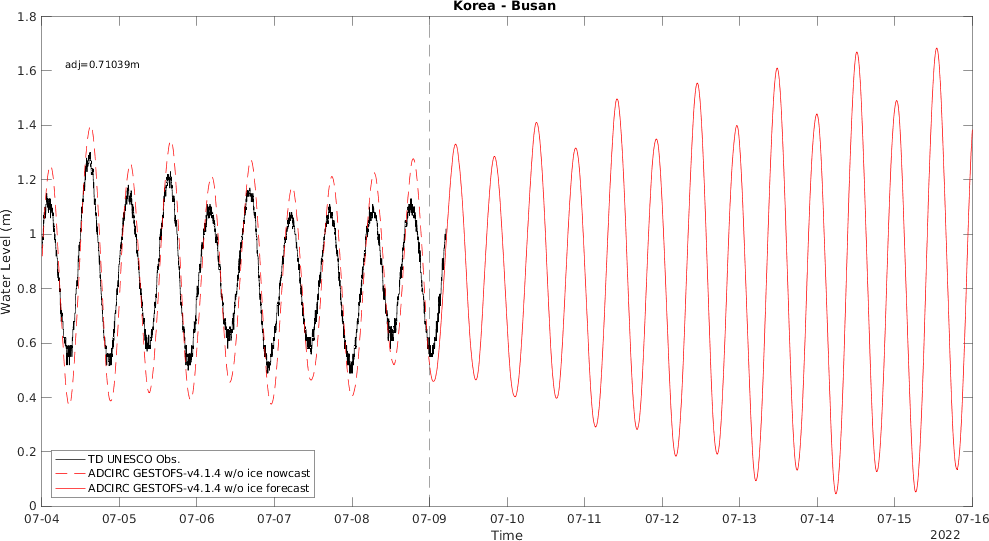 Korea - Busan
1.8
1.6
1.4
1.2
1
0.8
0.6
0.4
0.2
0
Water Level (m)
adj=0.71039m
TD UNESCO Obs.
ADCIRC GESTOFS-v4.1.4 w/o ice nowcast
ADCIRC GESTOFS-v4.1.4 w/o ice forecast
07-04 07-05 07-06 07-07 07-08 07-09 07-10 07-11 07-12 07-13 07-14 07-15 07-16
Time
2022